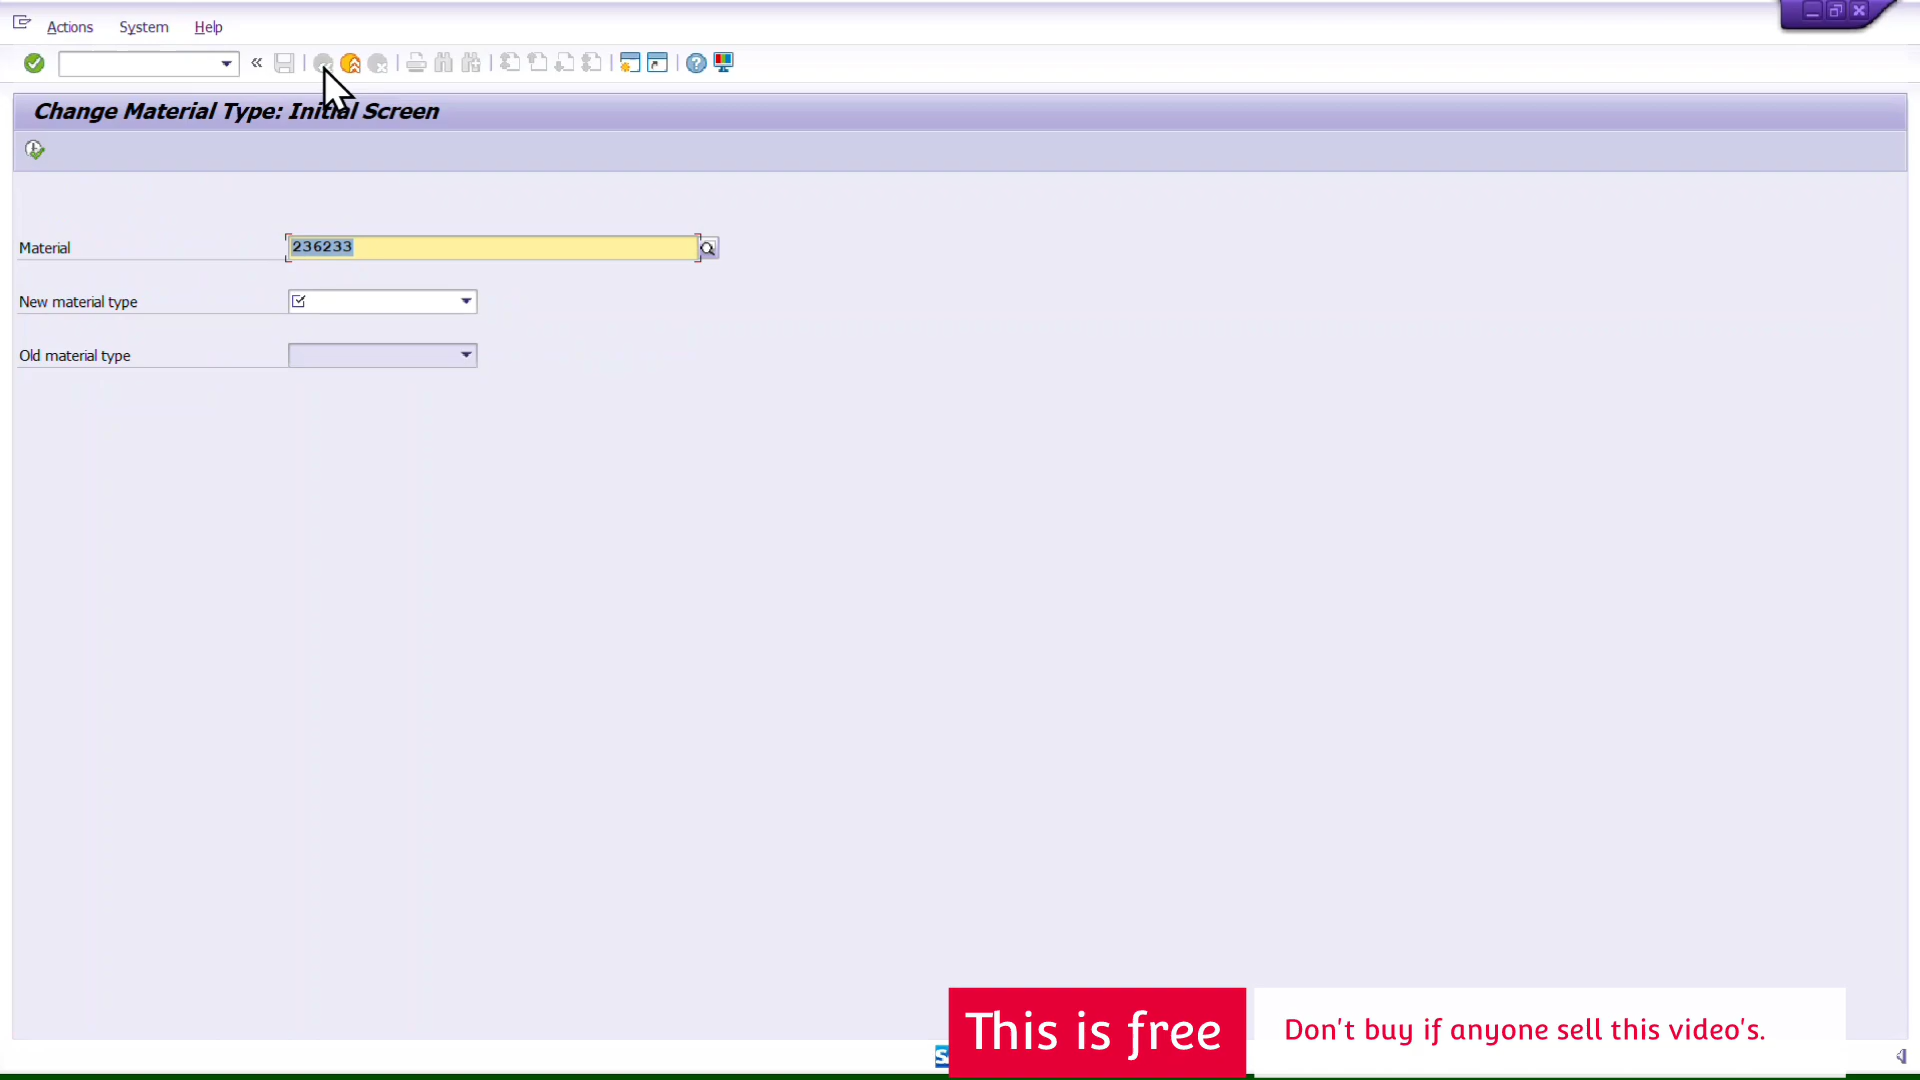 Actions System Help
Change Material Type: Initial Screen
Material 236233
New material type
Old material type
This is free
Don't buy if anyone sell this video's.